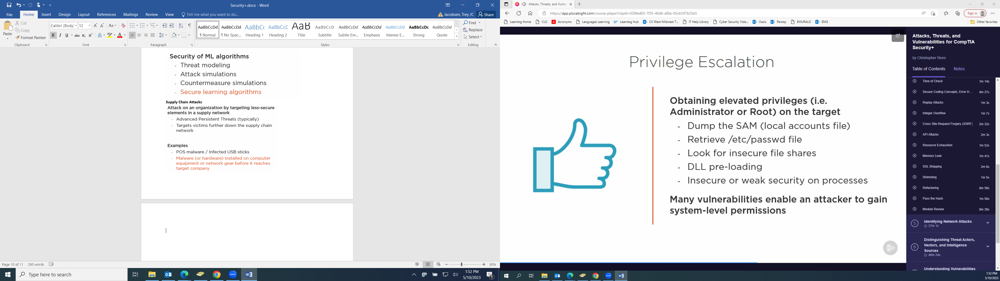 Security+.docx - Word
File Home Insert Design Layout References Mailings Review View Tell me what you want to do... Jacobsen, Trey /C Share
Paste Cut Copy Format Painter
Clipboard
Calibri (Body) 12 Aa
B I U abc X₂ X² A A
Font
Paragraph
AaBbCcDd AaBbCcDd AaBbCc AaBbCcD AaB AaBbCcD AaBbCcDd AaBbCcDd AaBbCcDd AaBbCcDc AaBbCcDd
¶ Normal ¶ No Spac... Heading 1 Heading 2 Title Subtitle Subtle Em... Emphasis Intense E... Strong Quote
Styles
Find
Replace
Select
Editing
Security of ML algorithms
- Threat modeling
- Attack simulations
- Countermeasure simulations
- Secure learning algorithms
Supply Chain Attacks
Attack on an organization by targeting less-secure
elements in a supply network
- Advanced Persistent Threats (typically)
- Targets victims further down the supply chain
network
Examples
- POS malware / Infected USB sticks
- Malware (or hardware) installed on computer
equipment or network gear before it reaches
target company
Page 10 of 11 280 words 80%
Type here to search
1:52 PM
5/10/2023
1
Attacks, Threats, and Vulner
https://app.pluralsight.com/course-player?clipId=038fed03-7f35-40d6-afbb-05cb597b25b5
Sign in
Learning Home CLO Acronyms Languages Learning Learning Hub CX West-Midwest T... IT Help Library Cyber Security Vide... Oasis Parsley EMURALD EMG Other favorites
Privilege Escalation
Obtaining elevated privileges (i.e.
Administrator or Root) on the target
- Dump the SAM (local accounts file)
- Retrieve /etc/passwd file
- Look for insecure file shares
- DLL pre-loading
- Insecure or weak security on processes
Many vulnerabilities enable an attacker to gain
system-level permissions
Attacks, Threats, and
Vulnerabilities for CompTIA
Security+
by Christopher Rees
Table of Contents Notes
Time of Check 1m 14s
Secure Coding Concepts, Error H... 4m 27s
Replay Attacks 1m 3s
Integer Overflow 1m 7s
Cross Site Request Forgery (XSRF) 2m 32s
API Attacks 2m 3s
Resource Exhaustion 1m 52s
Memory Leak 1m 41s
SSL Stripping 2m 6s
Shimming 1m 5s
Refactoring 0m 59s
Pass the Hash 1m 56s
Module Review 0m 29s
5 Identifying Network Attacks
37m 1s
6 Distinguishing Threat Actors,
Vectors, and Intelligence
Sources
40m 24s
Understanding Vulnerabilities
1:52 PM
5/10/2023